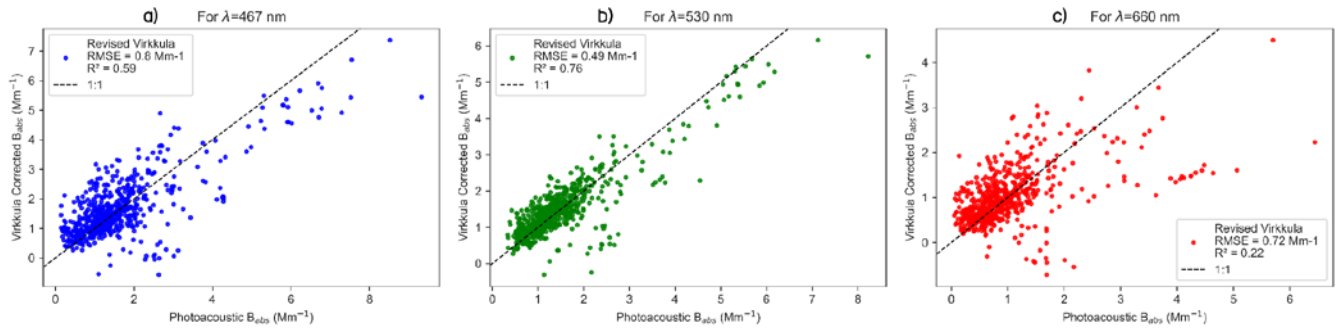 a) For λ=467 nm
Revised Virkkula
RMSE = 0.8 Mm-1
R² = 0.59
1:1
Virkkula Corrected B_abs (Mm⁻¹)
7
6
5
4
3
2
1
0
0 2 4 6 8
Photoacoustic B_abs (Mm⁻¹)
b) For λ=530 nm
Revised Virkkula
RMSE = 0.49 Mm-1
R² = 0.76
1:1
Virkkula Corrected B_abs (Mm⁻¹)
6
5
4
3
2
1
0
0 1 2 3 4 5 6 7 8
Photoacoustic B_abs (Mm⁻¹)
c) For λ=660 nm
Virkkula Corrected B_abs (Mm⁻¹)
4
3
2
1
0
Revised Virkkula
RMSE = 0.72 Mm-1
R² = 0.22
1:1
0 1 2 3 4 5 6
Photoacoustic B_abs (Mm⁻¹)